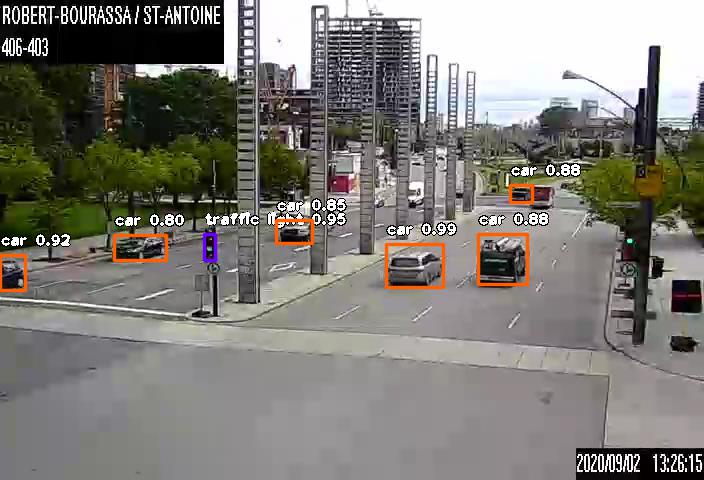 ROBERT-BOURASSA / ST-ANTOINE
406-403
car 0.88
car 0.85
car 0.80
traffic light 0.95
car 0.88
car 0.92
car 0.99
2020/09/02 13:26:15